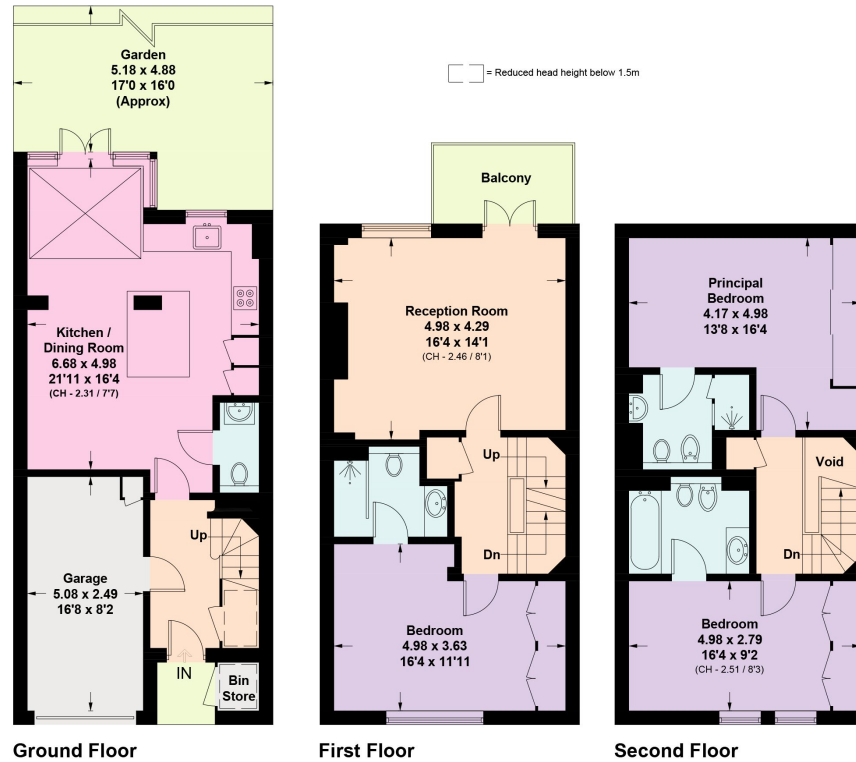 Garden
5.18 x 4.88
17'0 x 16'0
(Approx)
= Reduced head height below 1.5m
Balcony
Kitchen /
Dining Room
6.68 x 4.98
21'11 x 16'4
(CH - 2.31 / 7'7)
Up
Garage
5.08 x 2.49
16'8 x 8'2
IN
Bin
Store
Ground Floor
Reception Room
4.98 x 4.29
16'4 x 14'1
(CH - 2.46 / 8'1)
Up
Dn
Bedroom
4.98 x 3.63
16'4 x 11'11
First Floor
Principal
Bedroom
4.17 x 4.98
13'8 x 16'4
Void
Dn
Bedroom
4.98 x 2.79
16'4 x 9'2
(CH - 2.51 / 8'3)
Second Floor